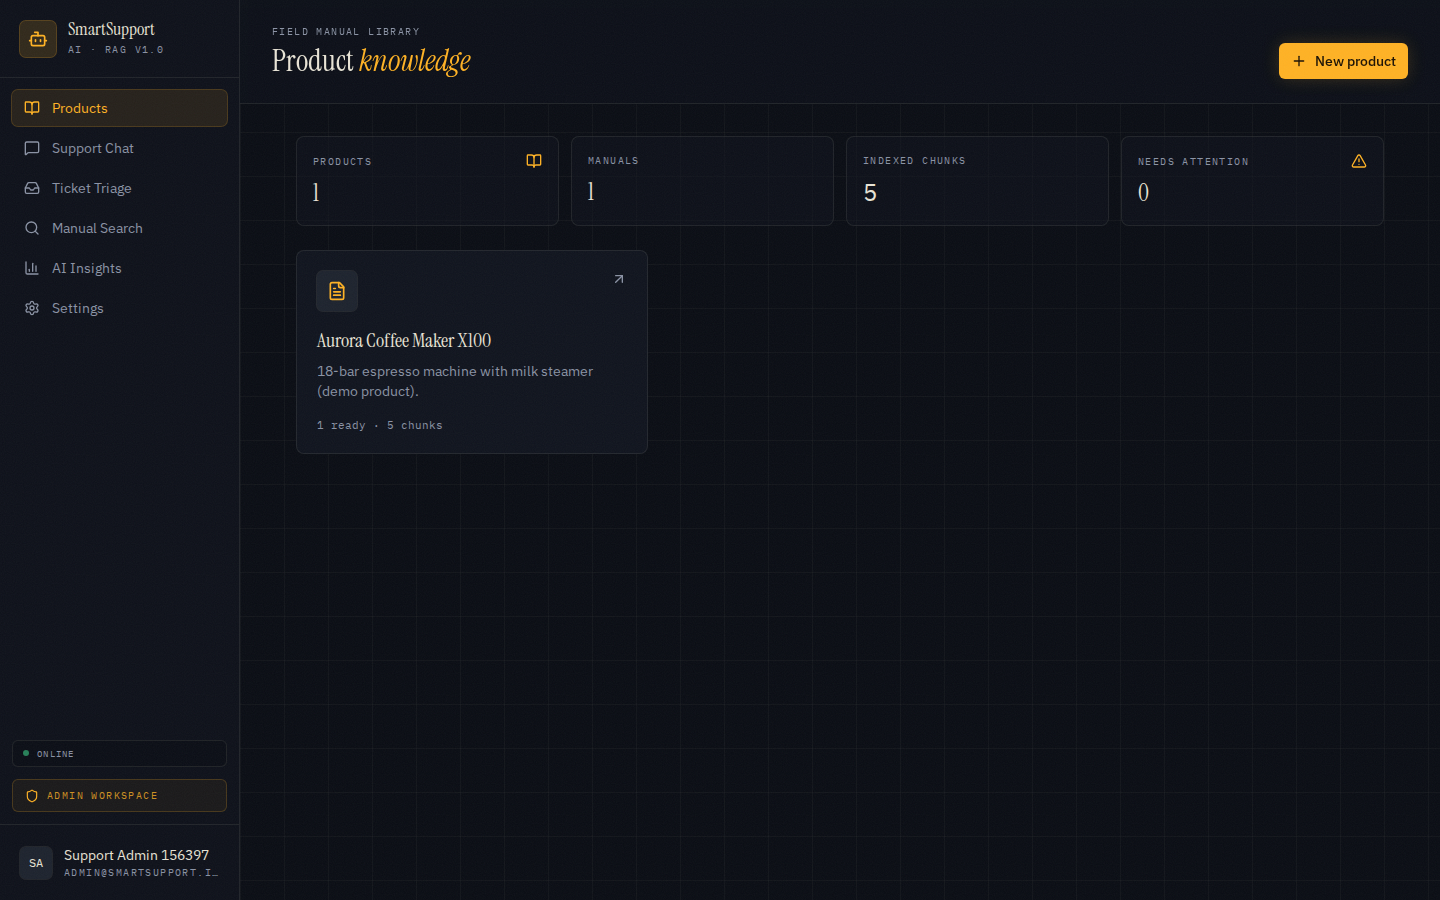 SmartSupport
AI · RAG V1.0
Products
Support Chat
Ticket Triage
Manual Search
AI Insights
Settings
ONLINE
ADMIN WORKSPACE
SA
Support Admin 156397
ADMIN@SMARTSUPPORT.I…
FIELD MANUAL LIBRARY
Product knowledge
New product
PRODUCTS
1
MANUALS
1
INDEXED CHUNKS
5
NEEDS ATTENTION
0
Aurora Coffee Maker X100
18-bar espresso machine with milk steamer
(demo product).
1 ready · 5 chunks